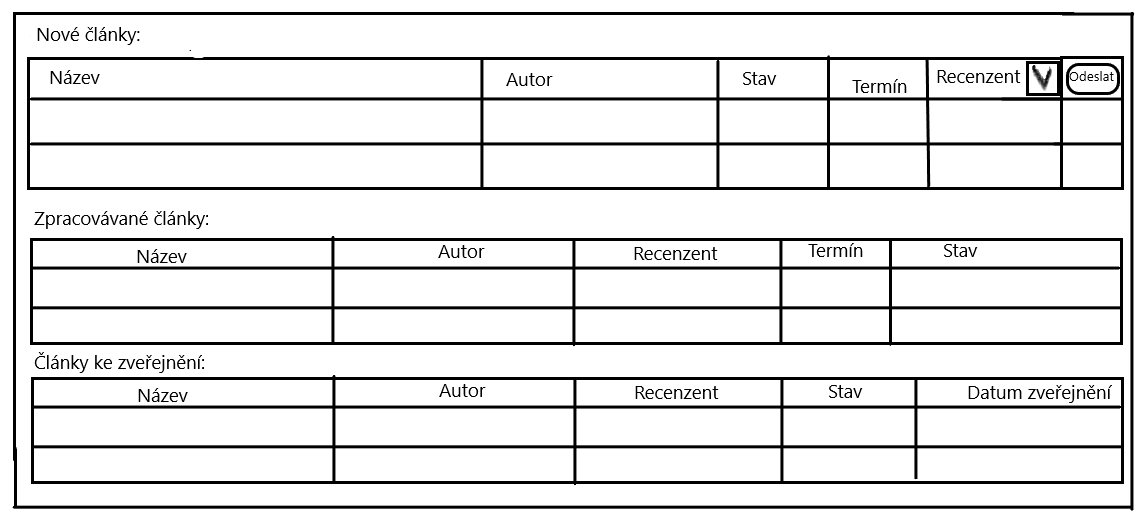 Nové články:
Název Autor Stav Termín Recenzent Odeslat
Zpracovávané články:
Název Autor Recenzent Termín Stav
Články ke zveřejnění:
Název Autor Recenzent Stav Datum zveřejnění